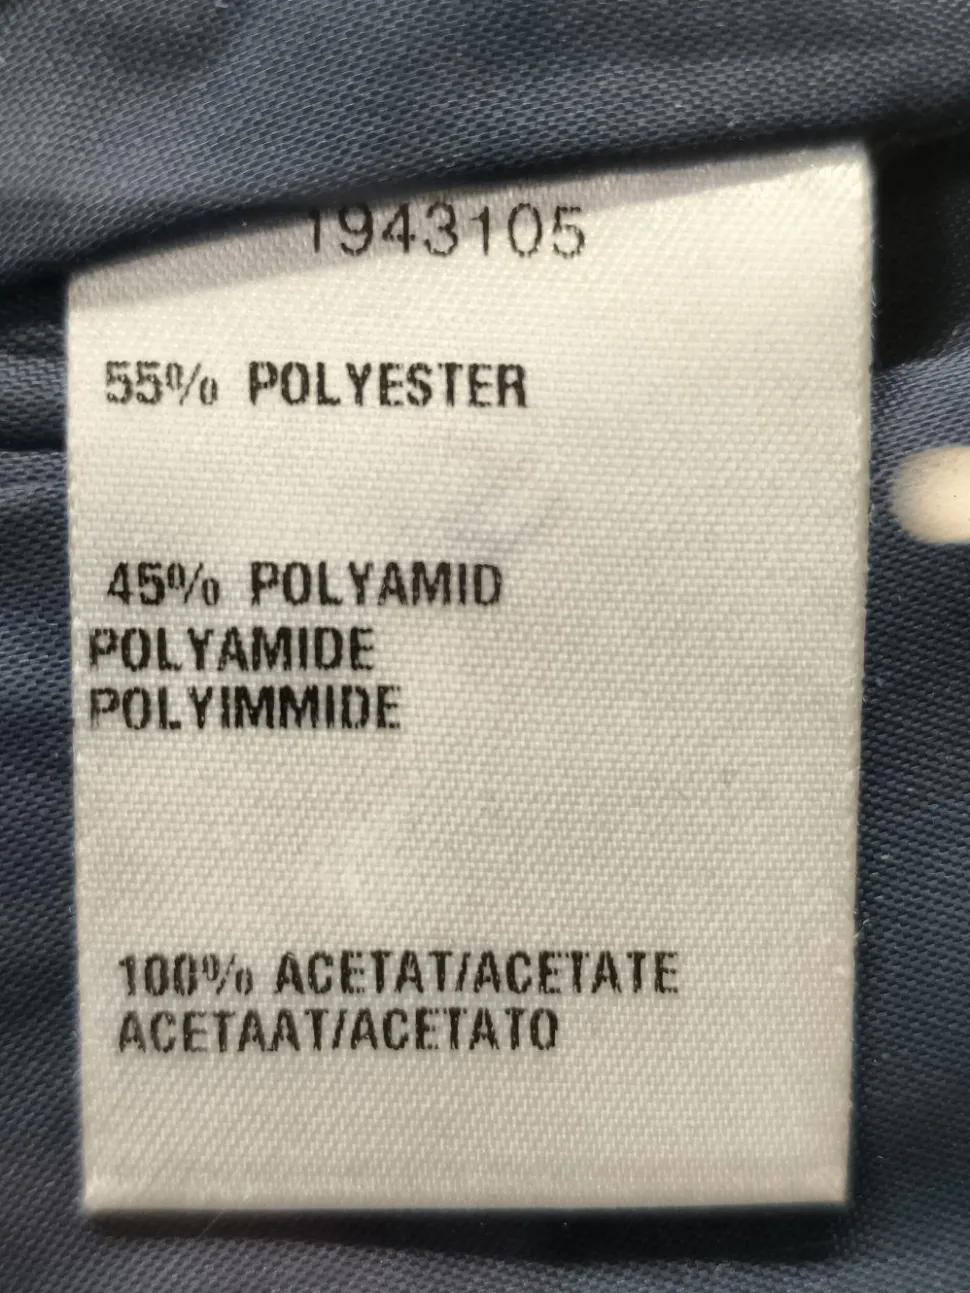 1943105
55% POLYESTER
45% POLYAMID
POLYAMIDE
POLYIMMIDE
100% ACETAT/ACETATE
ACETAAT/ACETATO